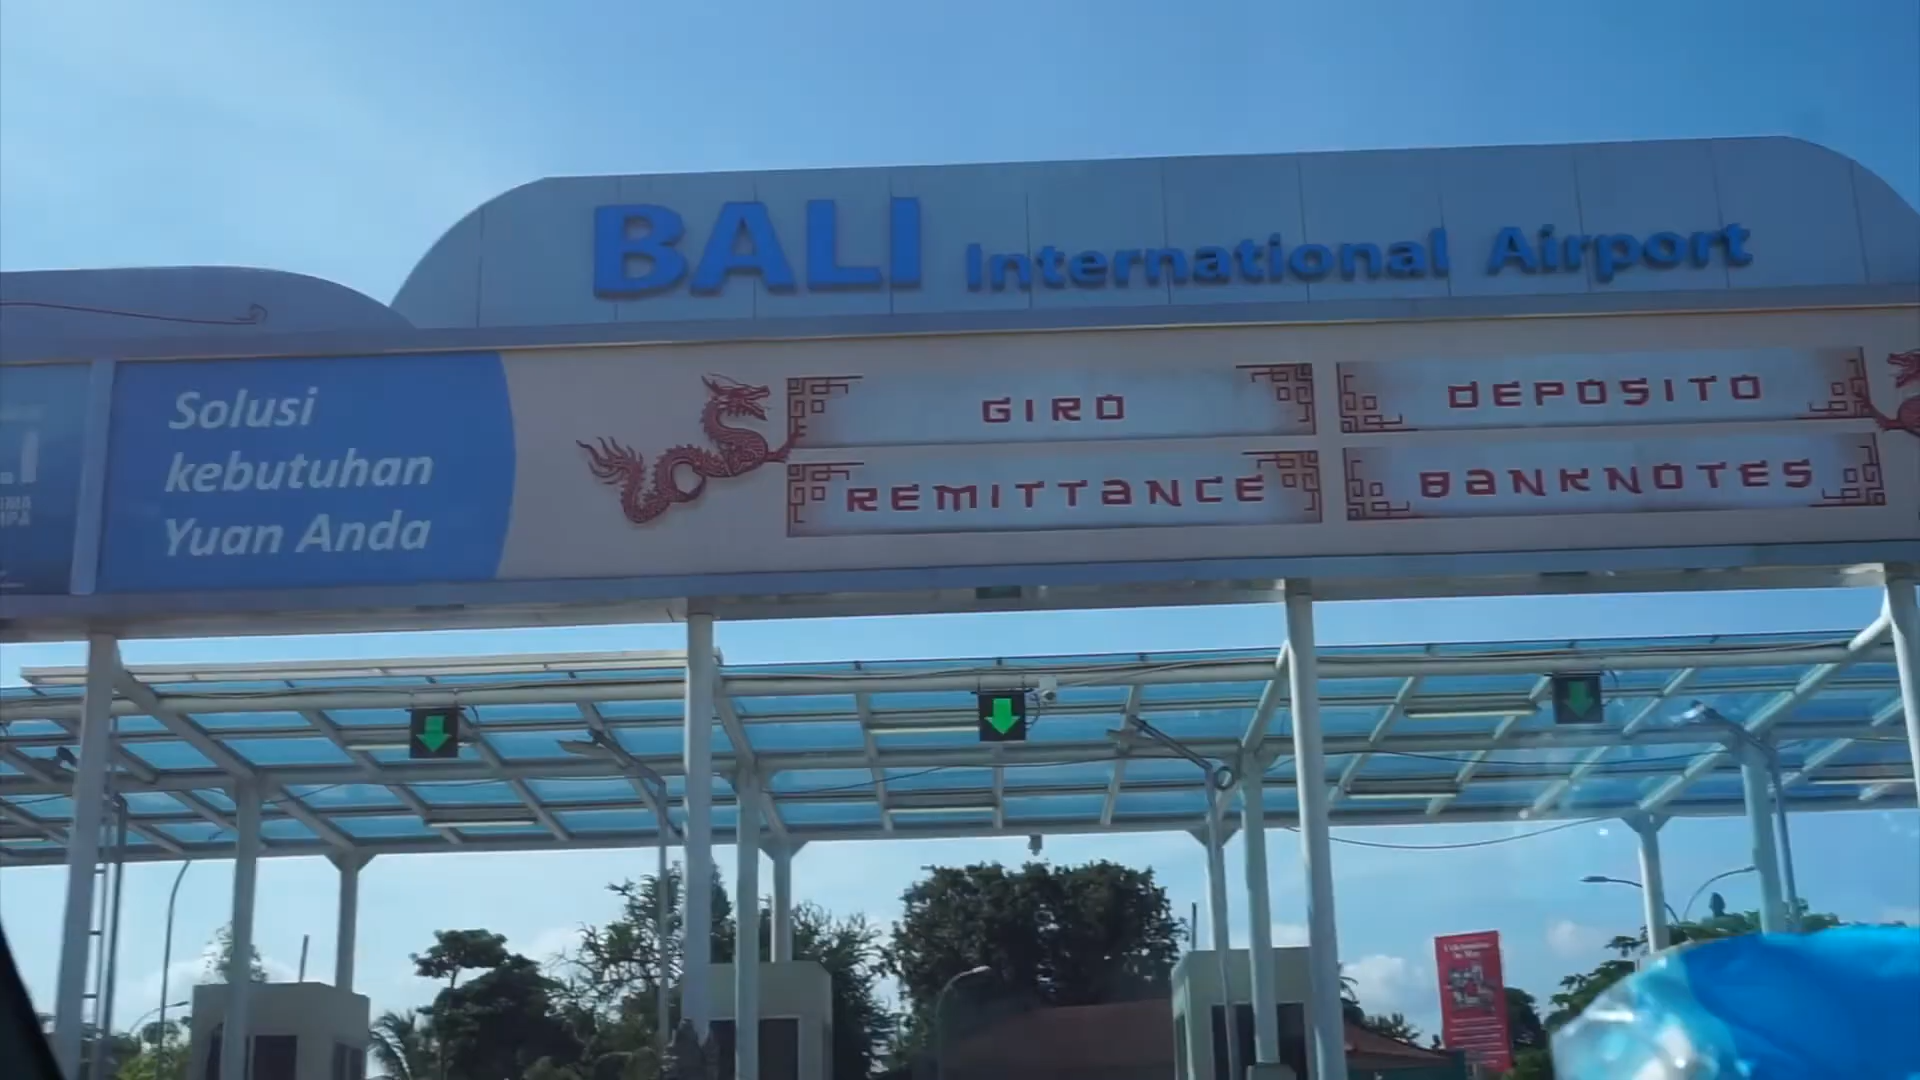 BALI International Airport
Solusi
kebutuhan
Yuan Anda
GIRO
DEPOSITO
REMITTANCE
BANKNOTES